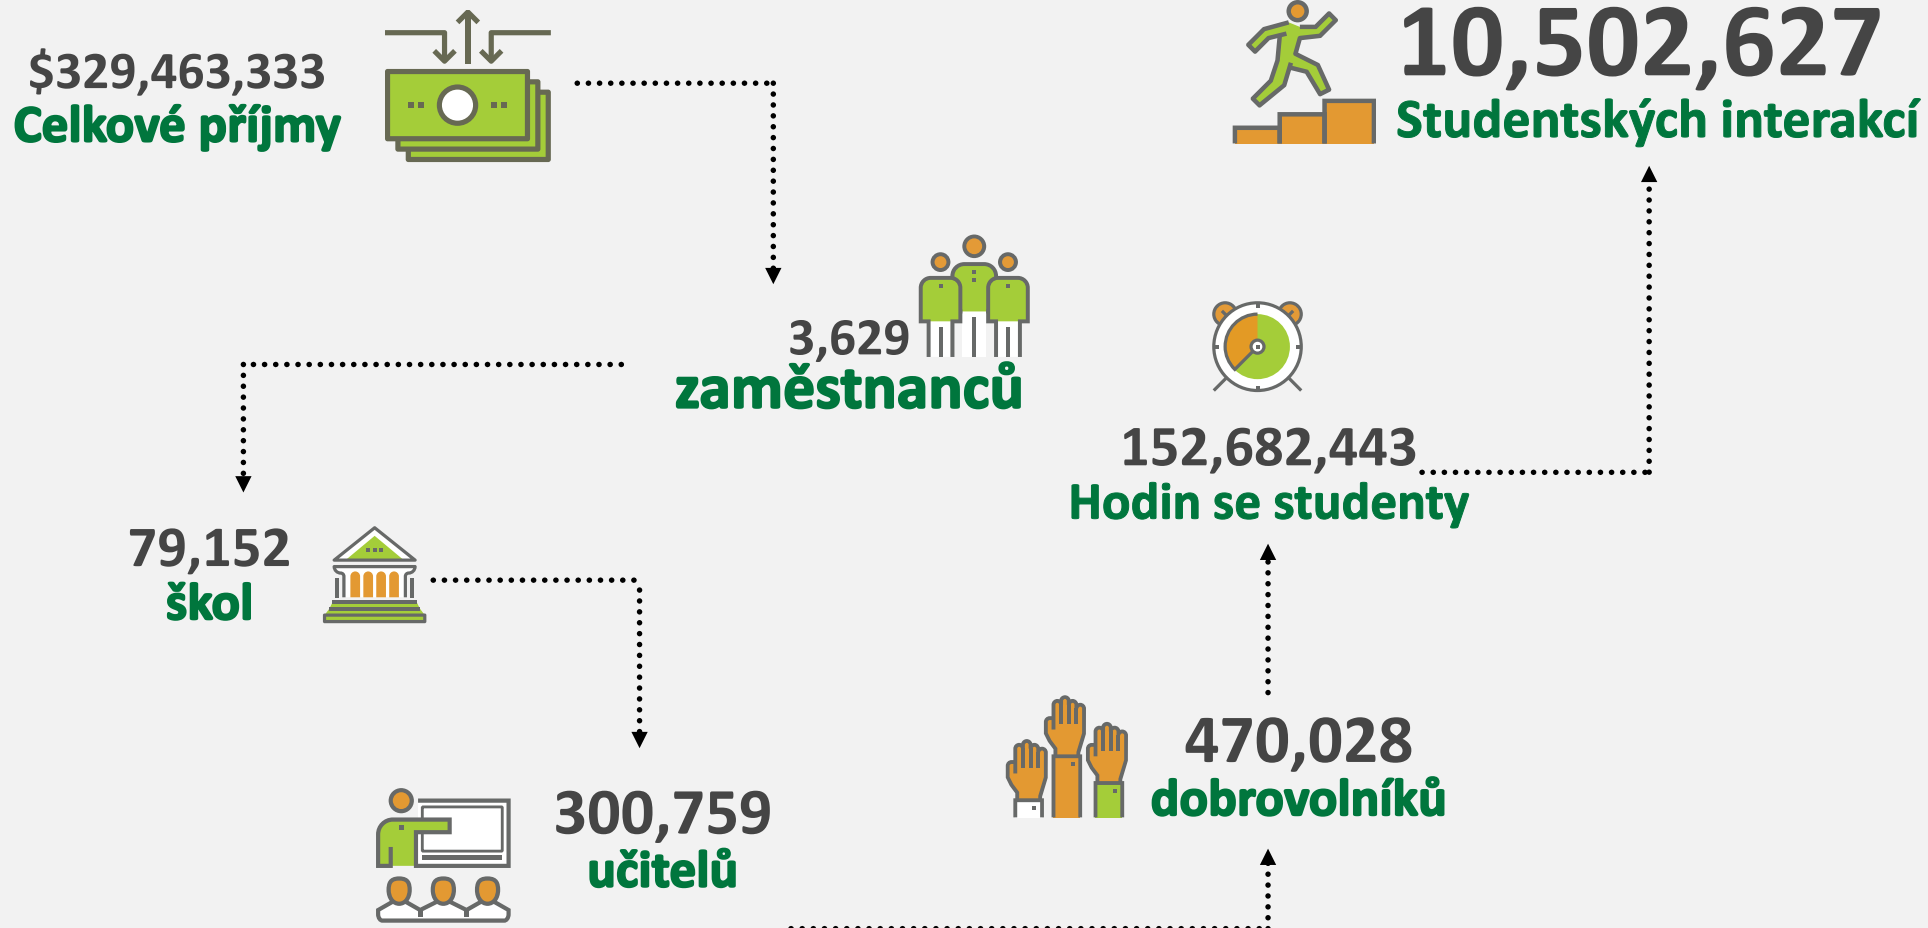 $329,463,333
Celkové příjmy
3,629
zaměstnanců
79,152
škol
300,759
učitelů
470,028
dobrovolníků
152,682,443
Hodin se studenty
10,502,627
Studentských interakcí